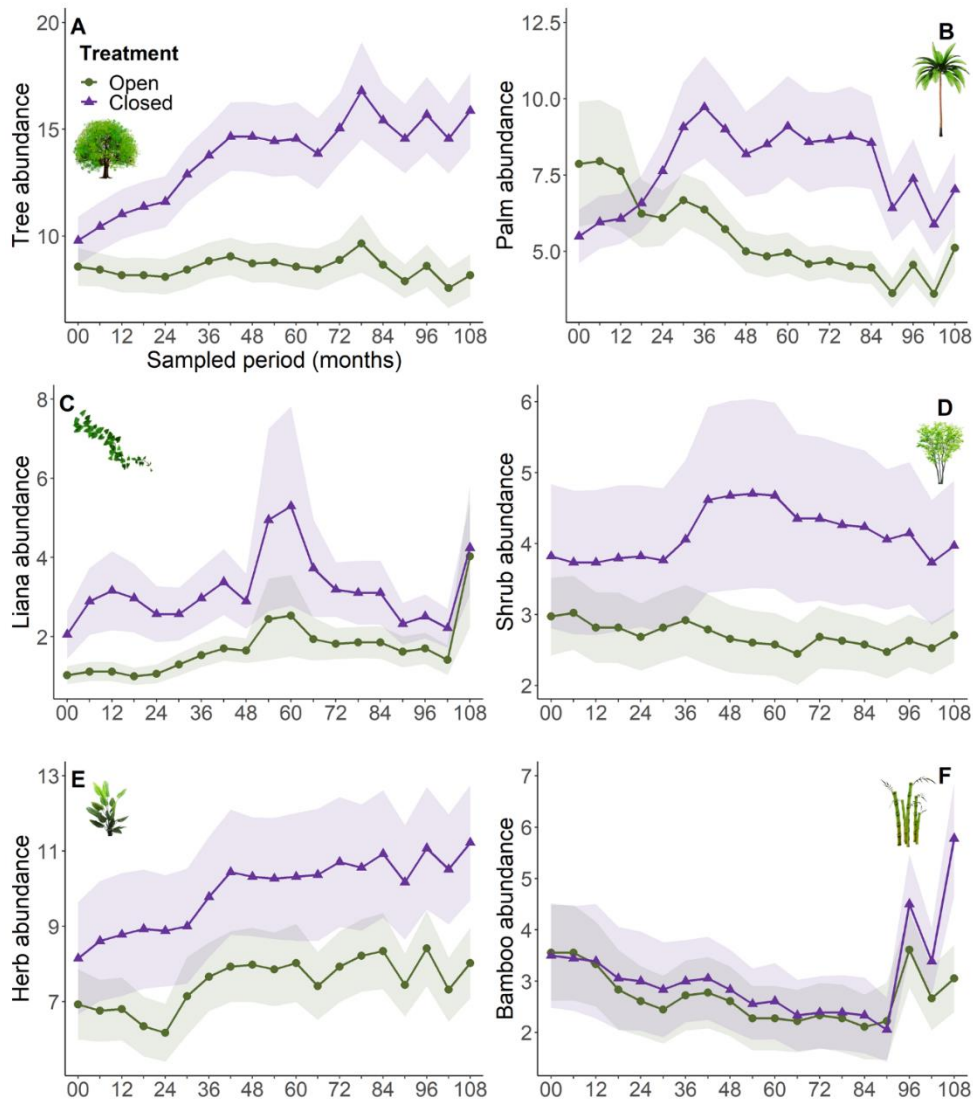 A
Treatment
Open
Closed
Tree abundance
20
15
10
00 12 24 36 48 60 72 84 96 108
Sampled period (months)
B
Palm abundance
12.5
10.0
7.5
5.0
00 12 24 36 48 60 72 84 96 108
C
Liana abundance
8
6
4
2
00 12 24 36 48 60 72 84 96 108
D
Shrub abundance
6
5
4
3
2
00 12 24 36 48 60 72 84 96 108
E
Herb abundance
13
11
9
7
00 12 24 36 48 60 72 84 96 108
F
Bamboo abundance
7
6
5
4
3
2
00 12 24 36 48 60 72 84 96 108